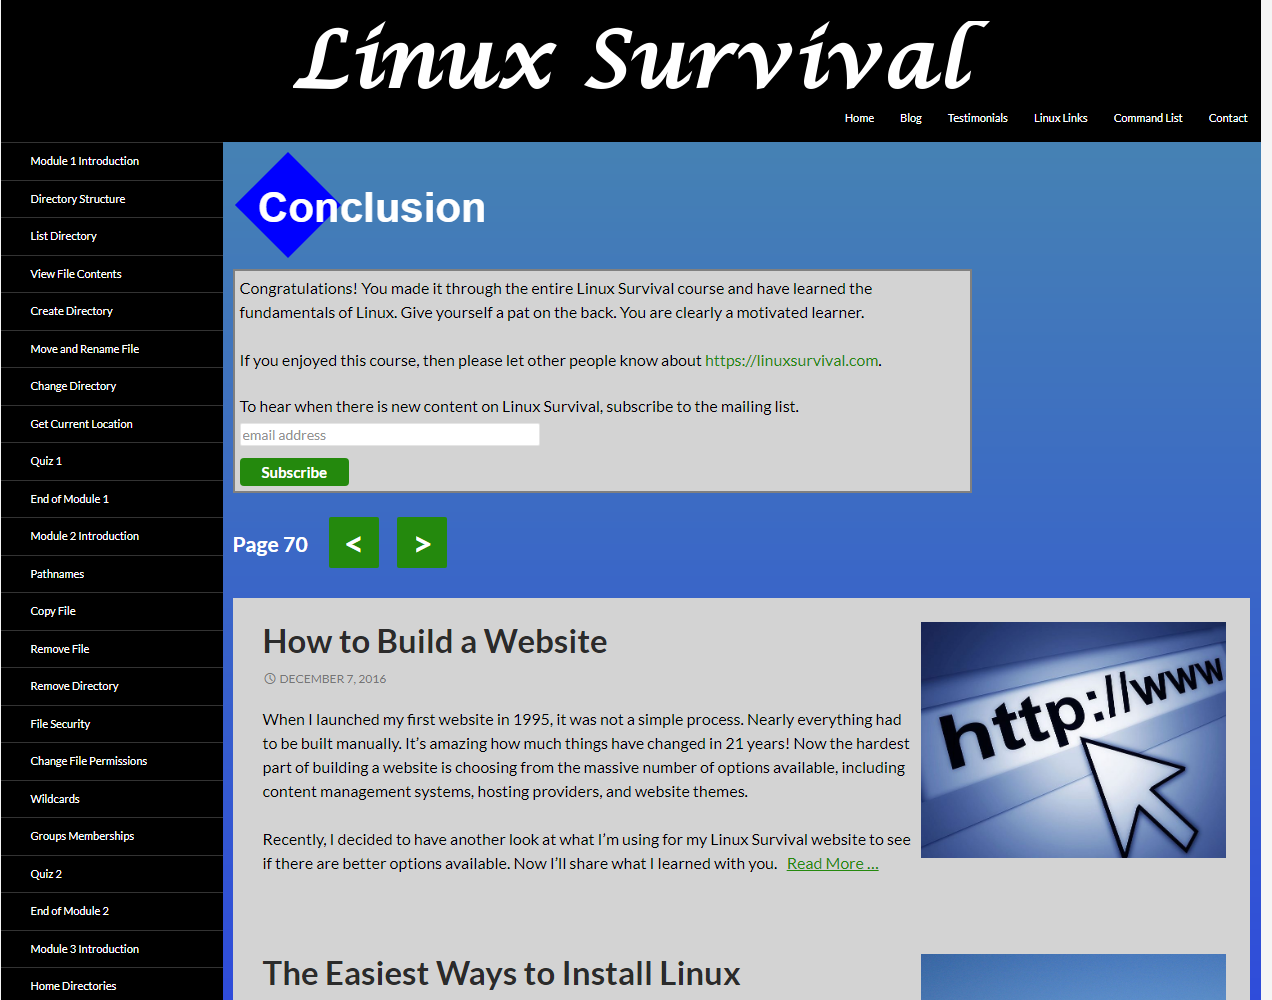 Linux Survival
Home Blog Testimonials Linux Links Command List Contact
Module 1 Introduction
Directory Structure
List Directory
View File Contents
Create Directory
Move and Rename File
Change Directory
Get Current Location
Quiz 1
End of Module 1
Module 2 Introduction
Pathnames
Copy File
Remove File
Remove Directory
File Security
Change File Permissions
Wildcards
Groups Memberships
Quiz 2
End of Module 2
Module 3 Introduction
Home Directories
Conclusion
Congratulations! You made it through the entire Linux Survival course and have learned the
fundamentals of Linux. Give yourself a pat on the back. You are clearly a motivated learner.
If you enjoyed this course, then please let other people know about https://linuxsurvival.com.
To hear when there is new content on Linux Survival, subscribe to the mailing list.
email address
Subscribe
Page 70 < >
How to Build a Website
DECEMBER 7, 2016
When I launched my first website in 1995, it was not a simple process. Nearly everything had
to be built manually. It’s amazing how much things have changed in 21 years! Now the hardest
part of building a website is choosing from the massive number of options available, including
content management systems, hosting providers, and website themes.
Recently, I decided to have another look at what I’m using for my Linux Survival website to see
if there are better options available. Now I’ll share what I learned with you. Read More ...
http://www
The Easiest Ways to Install Linux